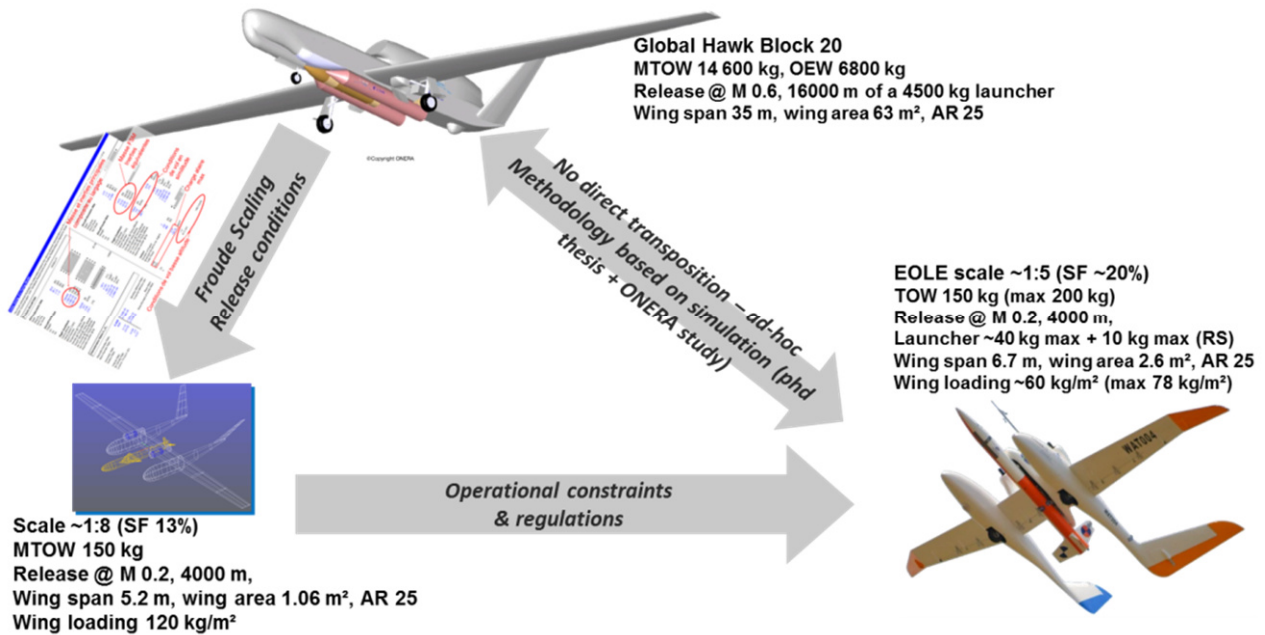 Global Hawk Block 20
MTOW 14 600 kg, OEW 6800 kg
Release @ M 0.6, 16000 m of a 4500 kg launcher
Wing span 35 m, wing area 63 m², AR 25
©Copyright ONERA
Froude Scaling
Release conditions
No direct transposition – ad-hoc
Methodology based on simulation (phd
thesis + ONERA study)
EOLE scale ~1:5 (SF ~20%)
TOW 150 kg (max 200 kg)
Release @ M 0.2, 4000 m,
Launcher ~40 kg max + 10 kg max (RS)
Wing span 6.7 m, wing area 2.6 m², AR 25
Wing loading ~60 kg/m² (max 78 kg/m²)
WAT004
Operational constraints
& regulations
Scale ~1:8 (SF 13%)
MTOW 150 kg
Release @ M 0.2, 4000 m,
Wing span 5.2 m, wing area 1.06 m², AR 25
Wing loading 120 kg/m²